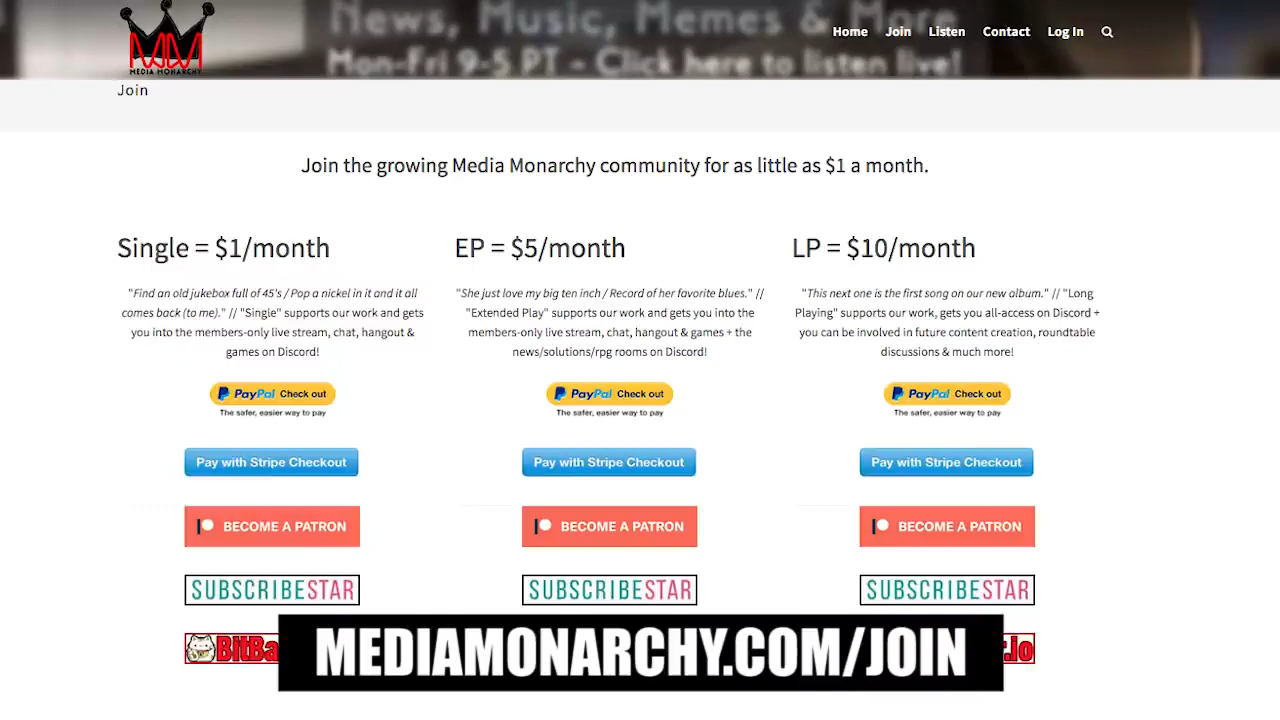 News, Music, Memes & More
Mon-Fri 9-5 PT - Click here to listen live!
MEDIA MONARCHY
Home Join Listen Contact Log In
Join
Join the growing Media Monarchy community for as little as $1 a month.
Single = $1/month
"Find an old jukebox full of 45's / Pop a nickel in it and it all
comes back (to me)." // "Single" supports our work and gets
you into the members-only live stream, chat, hangout &
games on Discord!
PayPal Check out
The safer, easier way to pay
Pay with Stripe Checkout
BECOME A PATRON
SUBSCRIBESTAR
EP = $5/month
"She just love my big ten inch / Record of her favorite blues." //
"Extended Play" supports our work and gets you into the
members-only live stream, chat, hangout & games + the
news/solutions/rpg rooms on Discord!
PayPal Check out
The safer, easier way to pay
Pay with Stripe Checkout
BECOME A PATRON
SUBSCRIBESTAR
LP = $10/month
"This next one is the first song on our new album." // "Long
Playing" supports our work, gets you all-access on Discord +
you can be involved in future content creation, roundtable
discussions & much more!
PayPal Check out
The safer, easier way to pay
Pay with Stripe Checkout
BECOME A PATRON
SUBSCRIBESTAR
MEDIAMONARCHY.COM/JOIN